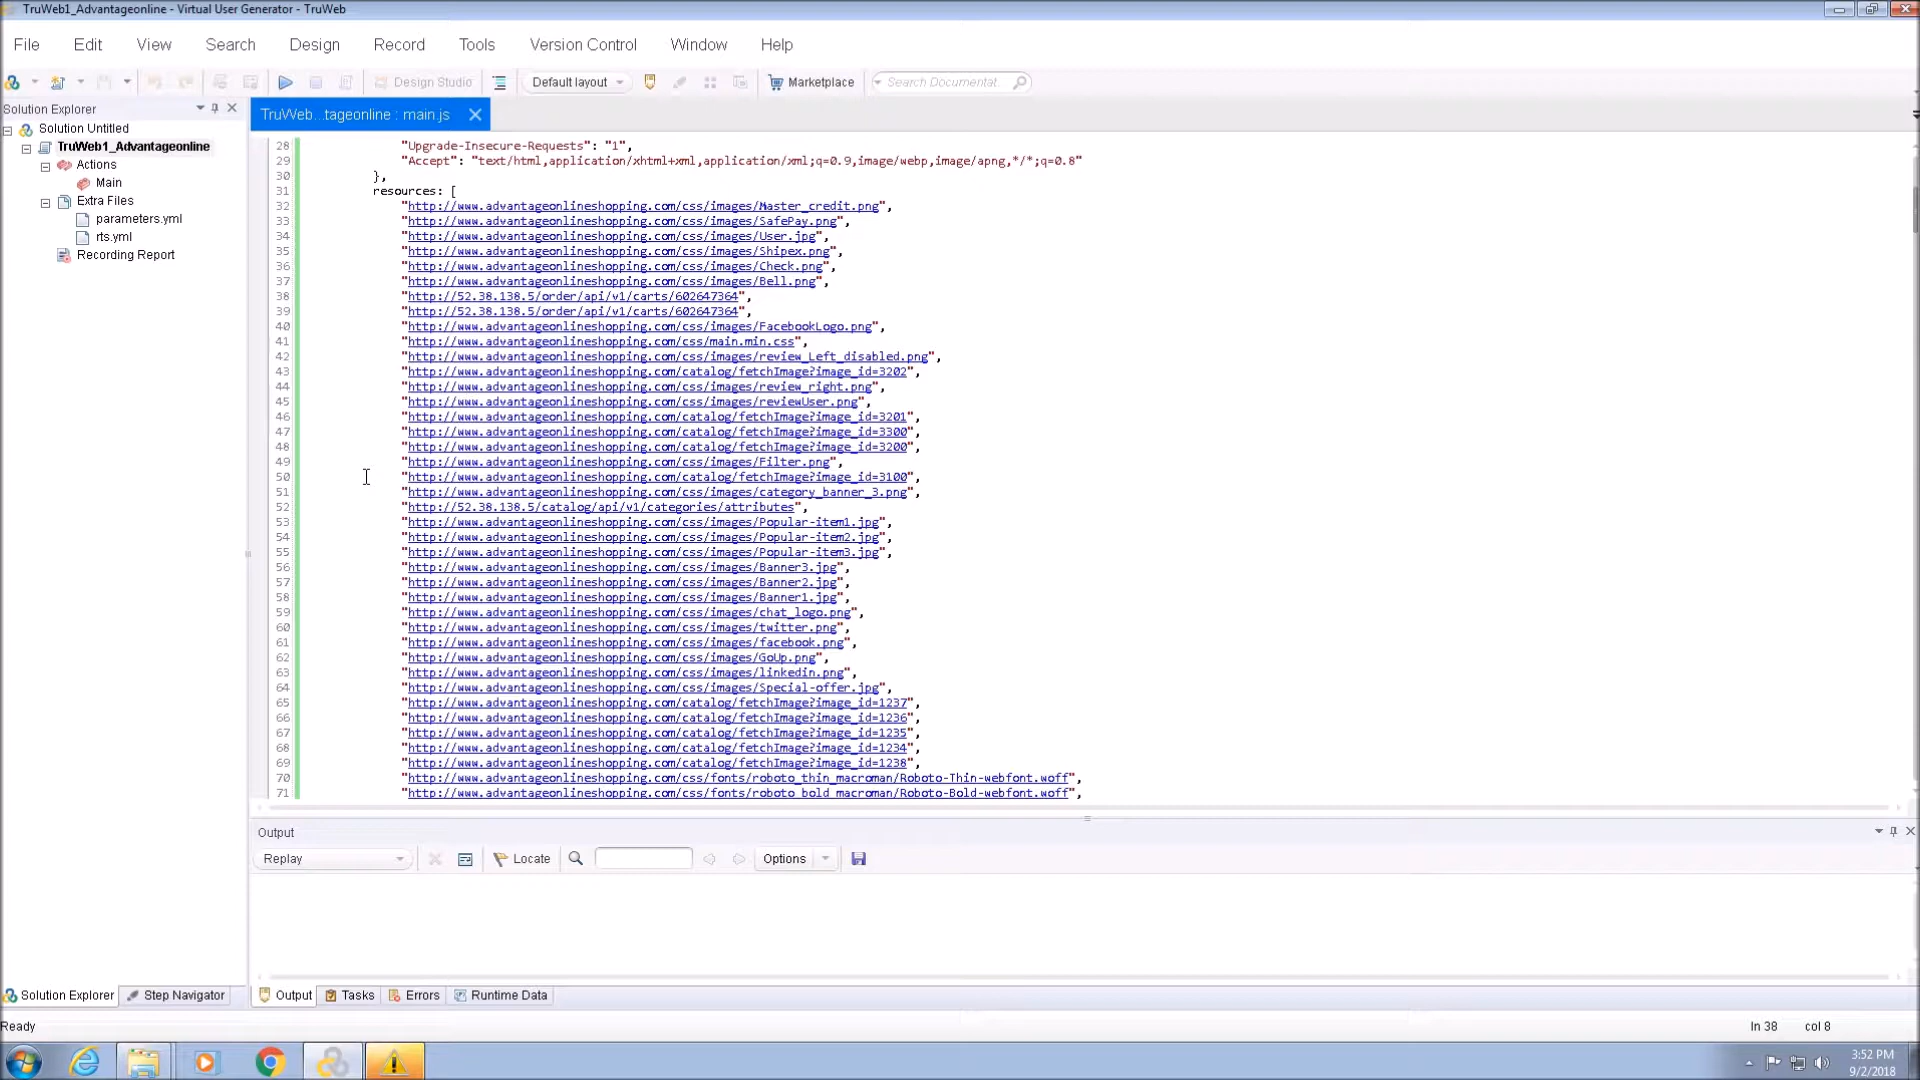 TruWeb1_Advantageonline - Virtual User Generator - TruWeb
File Edit View Search Design Record Tools Version Control Window Help
Design Studio Default layout Marketplace Search Documentat.
Solution Explorer
Solution Untitled
TruWeb1_Advantageonline
Actions
Main
Extra Files
parameters.yml
rts.yml
Recording Report
TruWeb...tageonline : main.js
28 "Upgrade-Insecure-Requests": "1",
29 "Accept": "text/html,application/xhtml+xml,application/xml;q=0.9,image/webp,image/apng,*/*;q=0.8"
30 },
31 resources: [
32 "http://www.advantageonlineshopping.com/css/images/Master_credit.png",
33 "http://www.advantageonlineshopping.com/css/images/SafePay.png",
34 "http://www.advantageonlineshopping.com/css/images/User.jpg",
35 "http://www.advantageonlineshopping.com/css/images/Shipex.png",
36 "http://www.advantageonlineshopping.com/css/images/Check.png",
37 "http://www.advantageonlineshopping.com/css/images/Bell.png",
38 "http://52.38.138.5/order/api/v1/carts/602647364",
39 "http://52.38.138.5/order/api/v1/carts/602647364",
40 "http://www.advantageonlineshopping.com/css/images/FacebookLogo.png",
41 "http://www.advantageonlineshopping.com/css/main.min.css",
42 "http://www.advantageonlineshopping.com/css/images/review_Left_disabled.png",
43 "http://www.advantageonlineshopping.com/catalog/fetchImage?image_id=3202",
44 "http://www.advantageonlineshopping.com/css/images/review_right.png",
45 "http://www.advantageonlineshopping.com/css/images/reviewUser.png",
46 "http://www.advantageonlineshopping.com/catalog/fetchImage?image_id=3201",
47 "http://www.advantageonlineshopping.com/catalog/fetchImage?image_id=3300",
48 "http://www.advantageonlineshopping.com/catalog/fetchImage?image_id=3200",
49 "http://www.advantageonlineshopping.com/css/images/Filter.png",
50 "http://www.advantageonlineshopping.com/catalog/fetchImage?image_id=3100",
51 "http://www.advantageonlineshopping.com/css/images/category_banner_3.png",
52 "http://52.38.138.5/catalog/api/v1/categories/attributes",
53 "http://www.advantageonlineshopping.com/css/images/Popular-item1.jpg",
54 "http://www.advantageonlineshopping.com/css/images/Popular-item2.jpg",
55 "http://www.advantageonlineshopping.com/css/images/Popular-item3.jpg",
56 "http://www.advantageonlineshopping.com/css/images/Banner3.jpg",
57 "http://www.advantageonlineshopping.com/css/images/Banner2.jpg",
58 "http://www.advantageonlineshopping.com/css/images/Banner1.jpg",
59 "http://www.advantageonlineshopping.com/css/images/chat_logo.png",
60 "http://www.advantageonlineshopping.com/css/images/twitter.png",
61 "http://www.advantageonlineshopping.com/css/images/facebook.png",
62 "http://www.advantageonlineshopping.com/css/images/GoUp.png",
63 "http://www.advantageonlineshopping.com/css/images/linkedin.png",
64 "http://www.advantageonlineshopping.com/css/images/Special-offer.jpg",
65 "http://www.advantageonlineshopping.com/catalog/fetchImage?image_id=1237",
66 "http://www.advantageonlineshopping.com/catalog/fetchImage?image_id=1236",
67 "http://www.advantageonlineshopping.com/catalog/fetchImage?image_id=1235",
68 "http://www.advantageonlineshopping.com/catalog/fetchImage?image_id=1234",
69 "http://www.advantageonlineshopping.com/catalog/fetchImage?image_id=1238",
70 "http://www.advantageonlineshopping.com/css/fonts/roboto_thin_macroman/Roboto-Thin-webfont.woff",
71 "http://www.advantageonlineshopping.com/css/fonts/roboto_bold_macroman/Roboto-Bold-webfont.woff",
Output
Replay Locate Options
Solution Explorer Step Navigator Output Tasks Errors Runtime Data
Ready ln 38 col 8
3:52 PM
9/2/2018